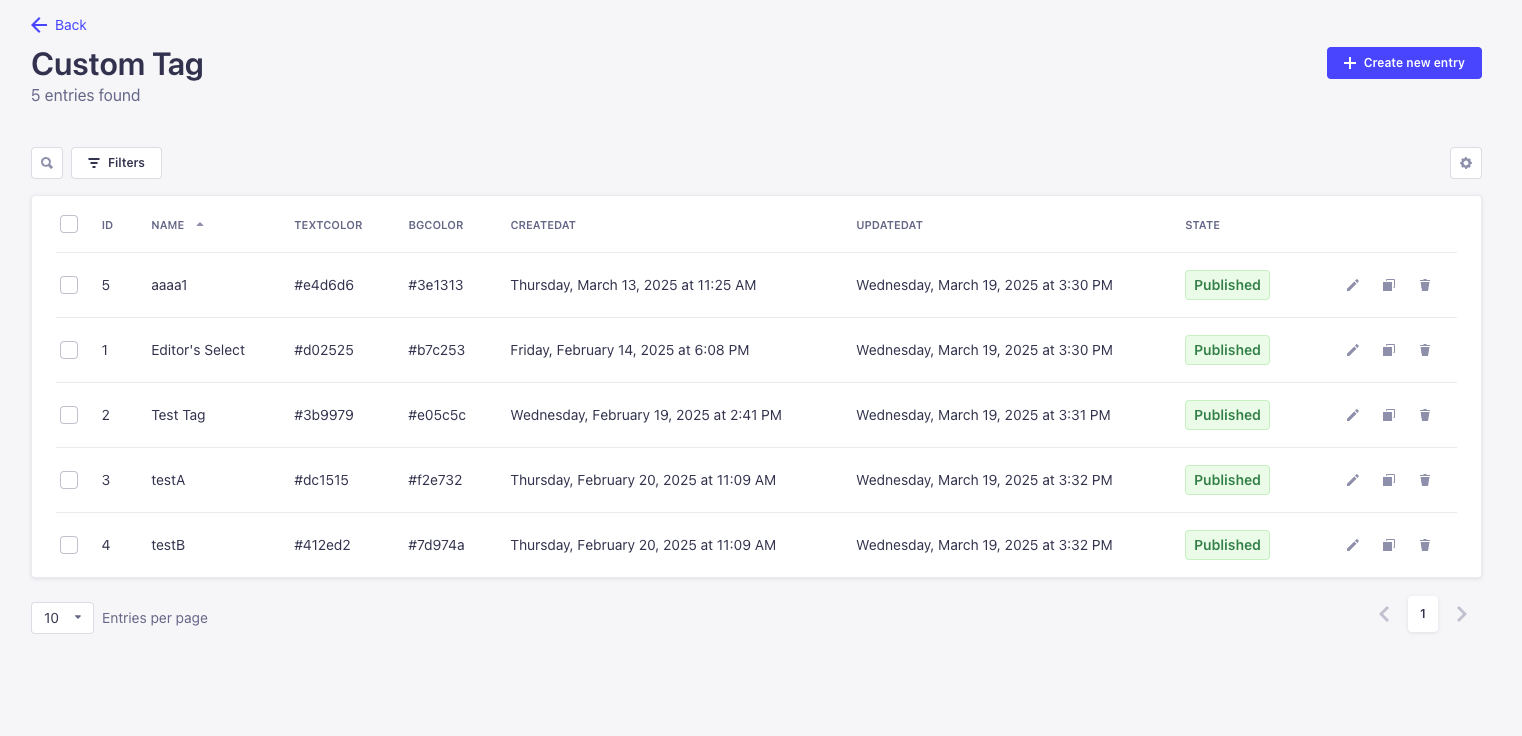 Back
Custom Tag
Create new entry
5 entries found
Filters
ID NAME TEXTCOLOR BGCOLOR CREATEDAT UPDATEDAT STATE
5 aaaa1 #e4d6d6 #3e1313 Thursday, March 13, 2025 at 11:25 AM Wednesday, March 19, 2025 at 3:30 PM Published
1 Editor's Select #d02525 #b7c253 Friday, February 14, 2025 at 6:08 PM Wednesday, March 19, 2025 at 3:30 PM Published
2 Test Tag #3b9979 #e05c5c Wednesday, February 19, 2025 at 2:41 PM Wednesday, March 19, 2025 at 3:31 PM Published
3 testA #dc1515 #f2e732 Thursday, February 20, 2025 at 11:09 AM Wednesday, March 19, 2025 at 3:32 PM Published
4 testB #412ed2 #7d974a Thursday, February 20, 2025 at 11:09 AM Wednesday, March 19, 2025 at 3:32 PM Published
10 Entries per page 1